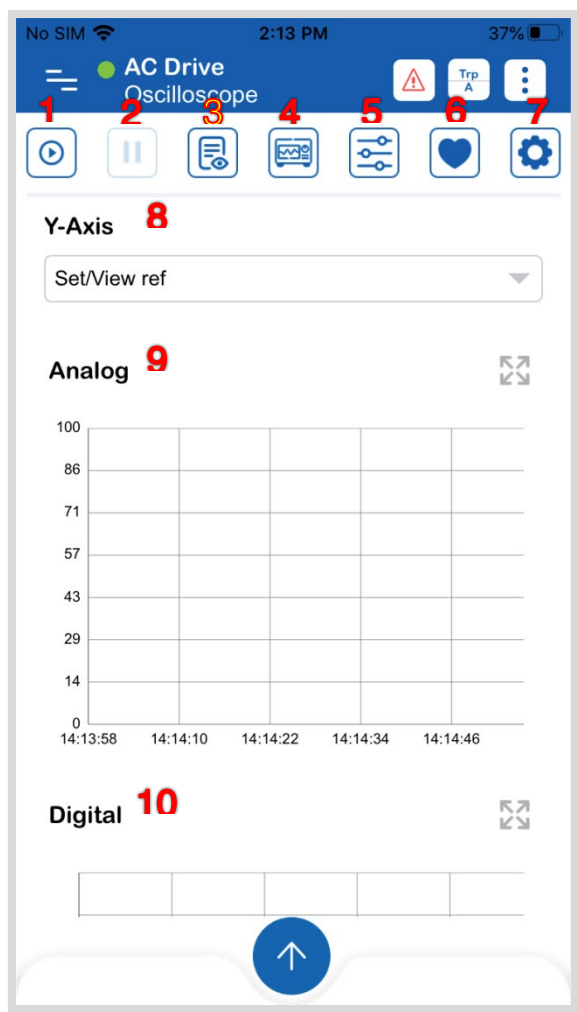 No SIM 2:13 PM 37%
AC Drive
Oscilloscope
Trp
A
1 2 3 4 5 6 7
Y-Axis 8
Set/View ref
Analog 9
100
86
71
57
43
29
14
0
14:13:58 14:14:10 14:14:22 14:14:34 14:14:46
Digital 10